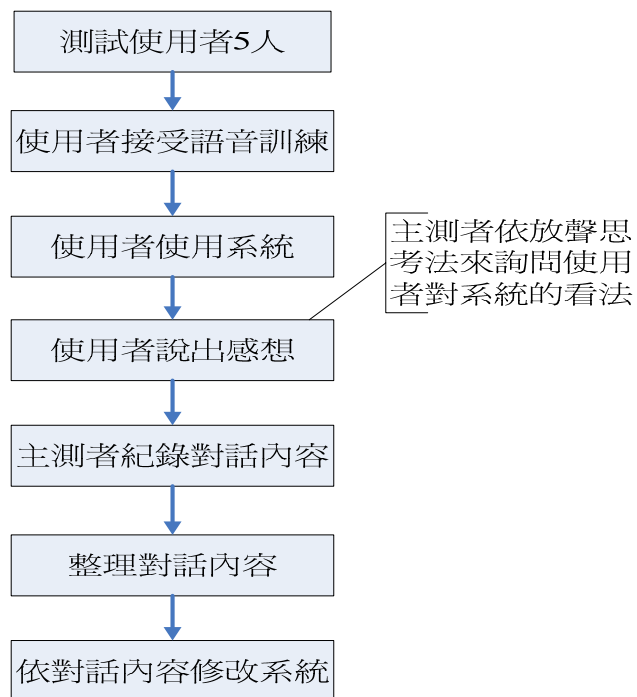 測試使用者5人
使用者接受語音訓練
使用者使用系統
主測者依放聲思
考法來詢問使用
者對系統的看法
使用者說出感想
主測者紀錄對話內容
整理對話內容
依對話內容修改系統